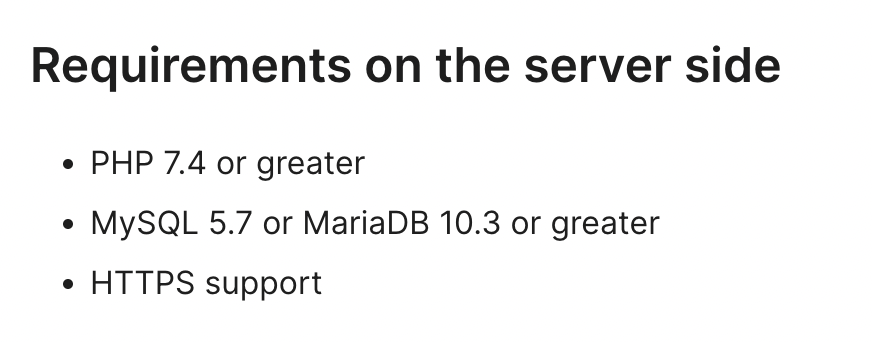 Requirements on the server side
• PHP 7.4 or greater
• MySQL 5.7 or MariaDB 10.3 or greater
• HTTPS support